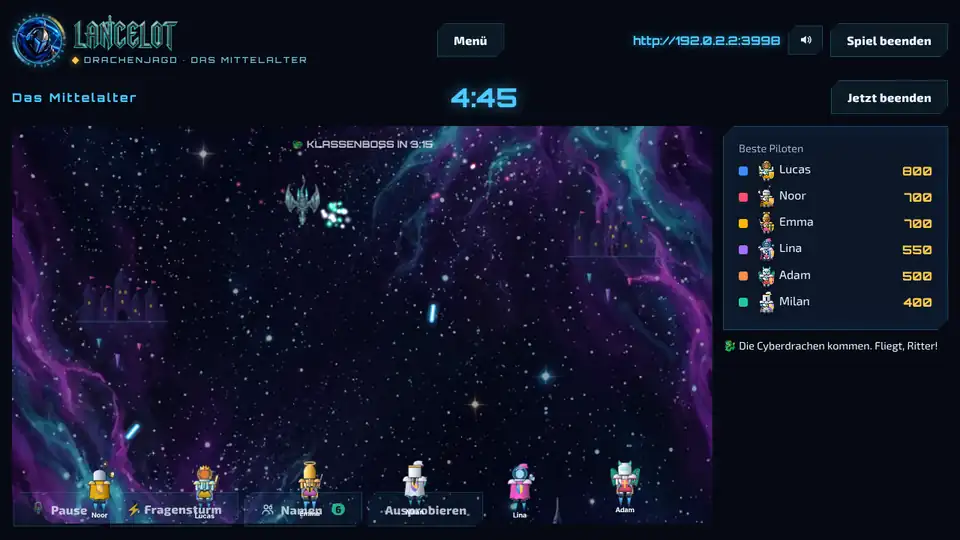 LANCELOT
DRACHENJAGD · DAS MITTELALTER
Menü
http://192.0.2.2:3998
Spiel beenden
Das Mittelalter
4:45
Jetzt beenden
KLASSENBOSS IN 3:15
Beste Piloten
Lucas 800
Noor 700
Emma 700
Lina 550
Adam 500
Milan 400
Die Cyberdrachen kommen. Fliegt, Ritter!
Pause
Fragensturm
Namen 6
Ausprobieren
Noor
Lucas
Lina
Adam